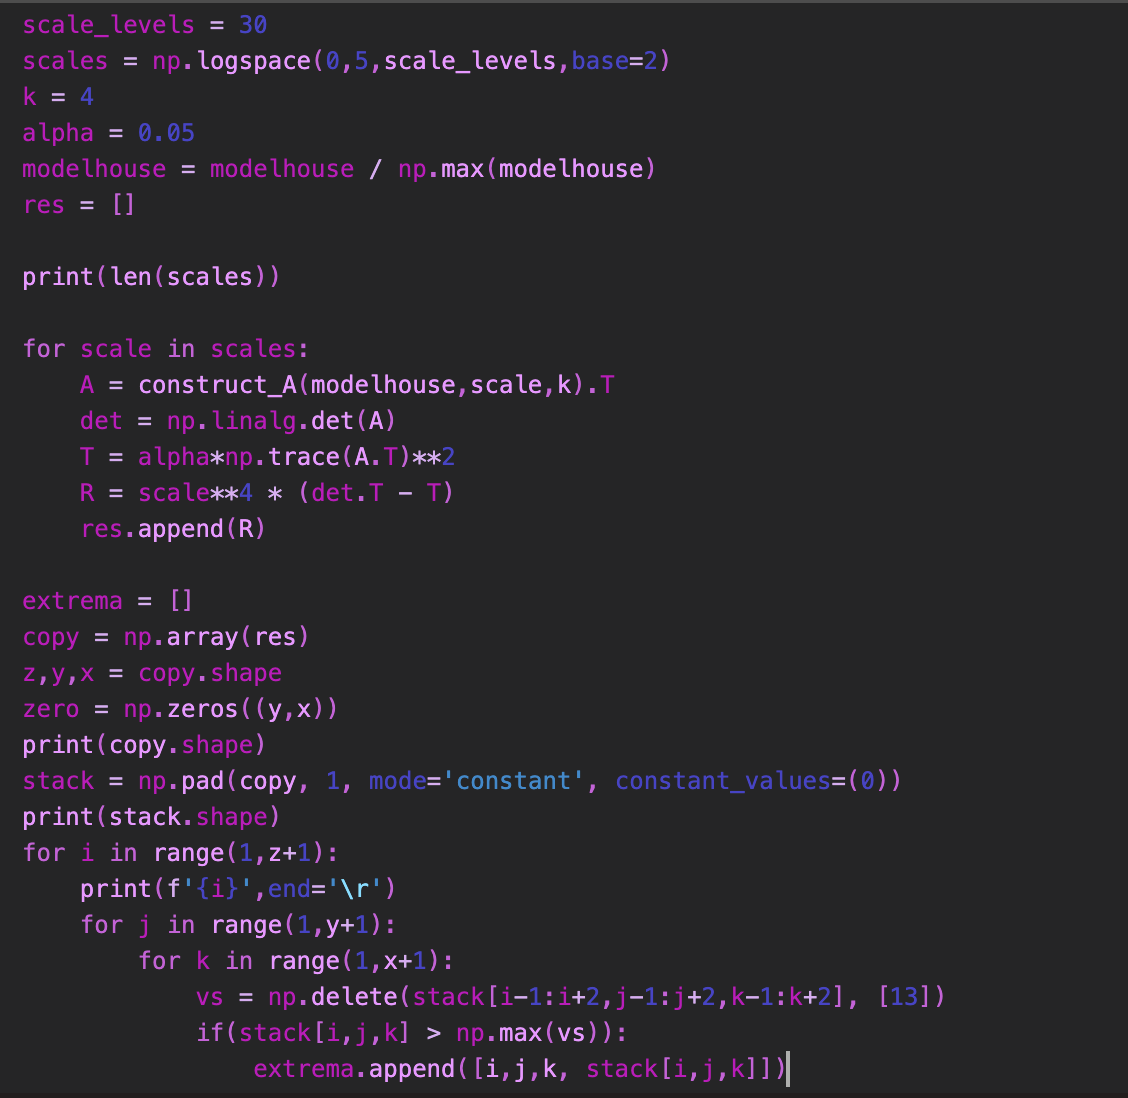 scale_levels = 30
scales = np.logspace(0,5,scale_levels,base=2)
k = 4
alpha = 0.05
modelhouse = modelhouse / np.max(modelhouse)
res = []

print(len(scales))

for scale in scales:
    A = construct_A(modelhouse,scale,k).T
    det = np.linalg.det(A)
    T = alpha*np.trace(A.T)**2
    R = scale**4 * (det.T - T)
    res.append(R)

extrema = []
copy = np.array(res)
z,y,x = copy.shape
zero = np.zeros((y,x))
print(copy.shape)
stack = np.pad(copy, 1, mode='constant', constant_values=(0))
print(stack.shape)
for i in range(1,z+1):
    print(f'{i}',end='\r')
    for j in range(1,y+1):
        for k in range(1,x+1):
            vs = np.delete(stack[i-1:i+2,j-1:j+2,k-1:k+2], [13])
            if(stack[i,j,k] > np.max(vs)):
                extrema.append([i,j,k, stack[i,j,k]])